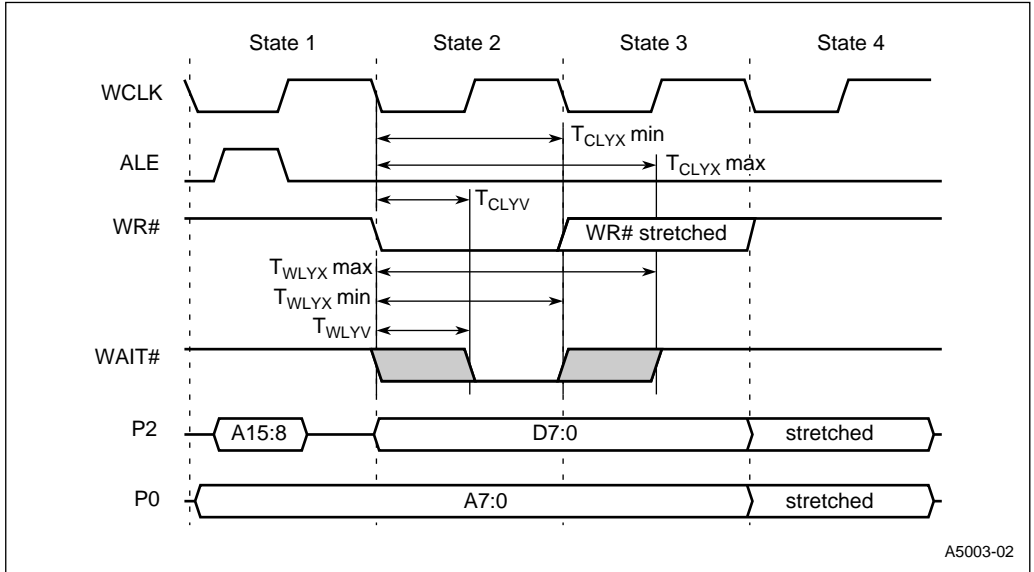 State 1 State 2 State 3 State 4
WCLK
T_CLYX min
ALE
T_CLYX max
T_CLYV
WR#
WR# stretched
T_WLYX max
T_WLYX min
T_WLYV
WAIT#
P2 A15:8 D7:0 stretched
P0 A7:0 stretched
A5003-02